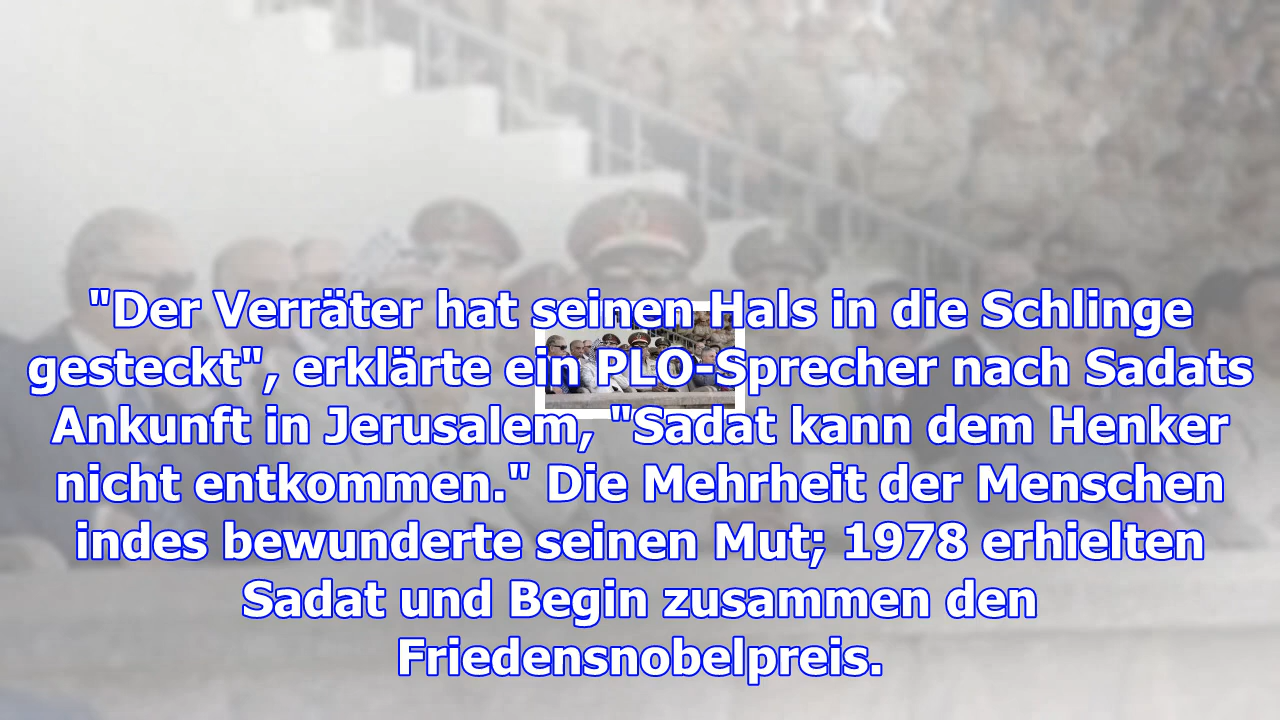 "Der Verräter hat seinen Hals in die Schlinge
gesteckt", erklärte ein PLO-Sprecher nach Sadats
Ankunft in Jerusalem, "Sadat kann dem Henker
nicht entkommen." Die Mehrheit der Menschen
indes bewunderte seinen Mut; 1978 erhielten
Sadat und Begin zusammen den
Friedensnobelpreis.